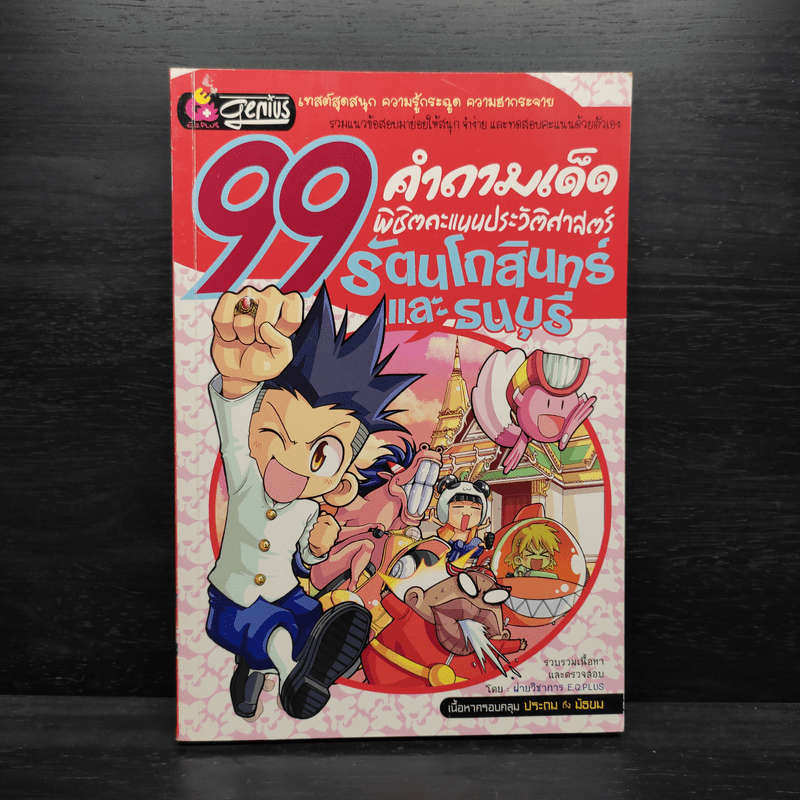 E.Q.PLUS
genius
เทสต์สุดสนุก ความรู้กระฉูด ความฮากระจาย
รวมแนวข้อสอบมาย่อยให้สนุก จำง่าย และทดสอบคะแนนด้วยตัวเอง
99 คำถามเด็ด
พิชิตคะแนนประวัติศาสตร์
รัตนโกสินทร์
และ ธนบุรี
รวบรวมเนื้อหา
และตรวจสอบ
โดย : ฝ่ายวิชาการ E.Q.PLUS
เนื้อหาครอบคลุม ประถม ถึง มัธยม